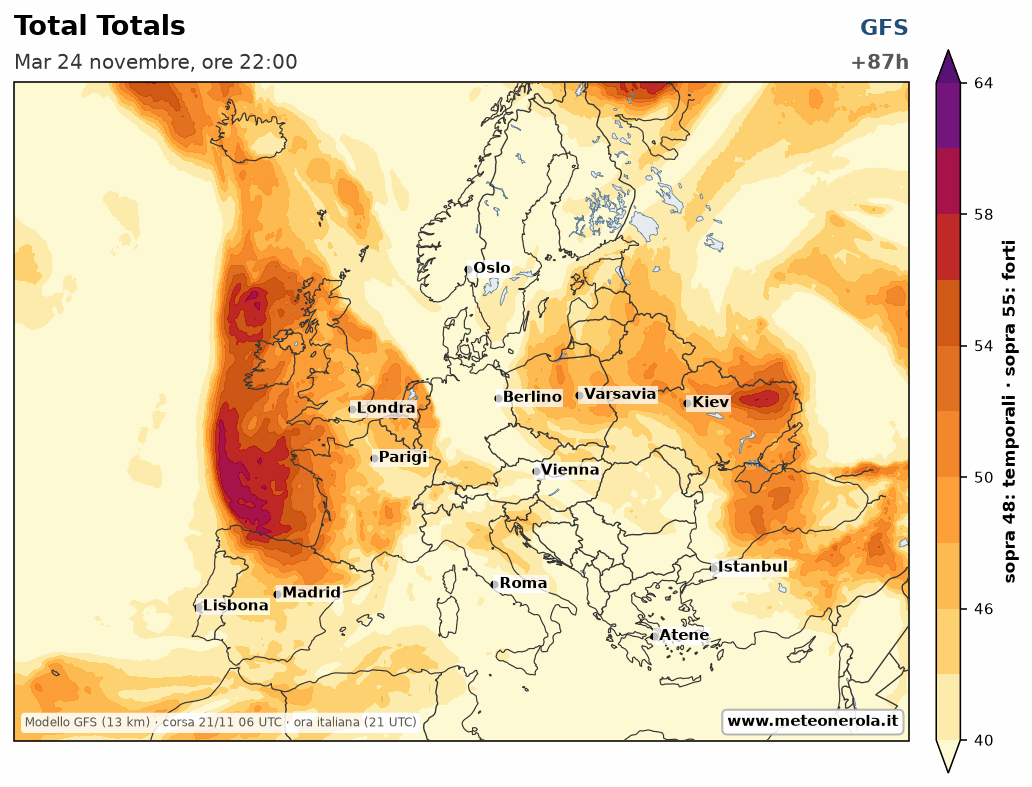 Total Totals
GFS
Mar 24 novembre, ore 22:00
+87h
64
58
54
50
46
40
sopra 48: temporali · sopra 55: forti
Oslo
Berlino
Varsavia
Kiev
Londra
Parigi
Vienna
Istanbul
Roma
Madrid
Lisbona
Atene
Modello GFS (13 km) · corsa 21/11 06 UTC · ora italiana (21 UTC)
www.meteonerola.it